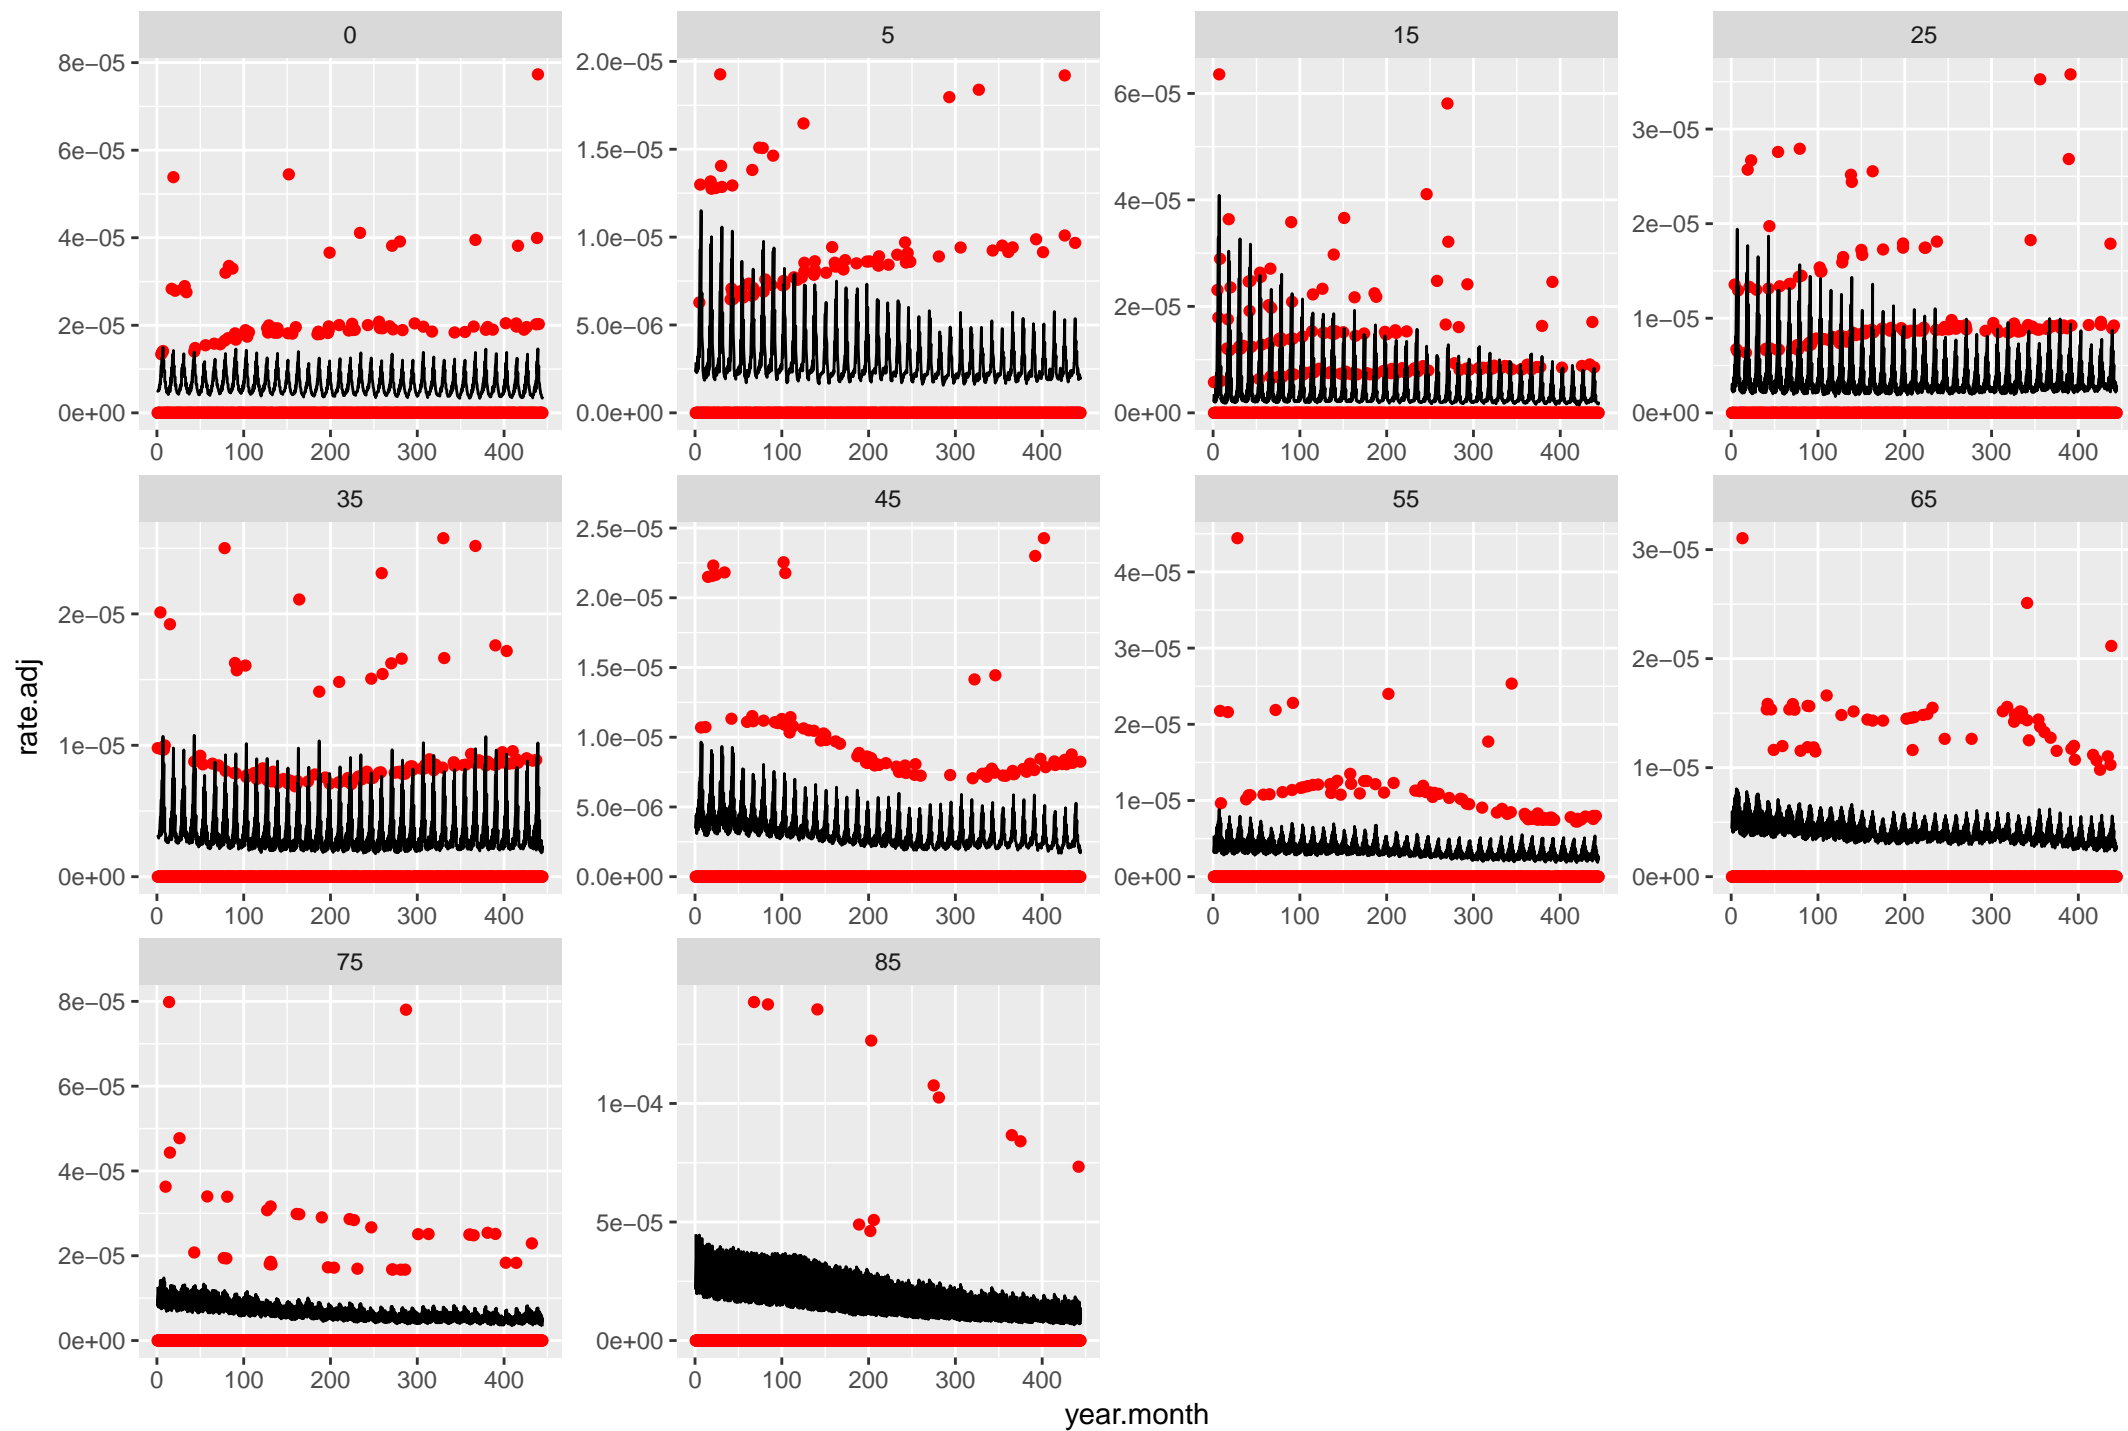 0 5 15 25
8e−05 2.0e−05 6e−05 3e−05
6e−05 1.5e−05 4e−05 2e−05
4e−05 1.0e−05 2e−05 1e−05
2e−05 5.0e−06 0e+00 0e+00
0e+00 0.0e+00
0 100 200 300 400 0 100 200 300 400 0 100 200 300 400 0 100 200 300 400
35 45 55 65
2e−05 2.5e−05 4e−05 3e−05
1e−05 2.0e−05 3e−05 2e−05
0e+00 1.5e−05 2e−05 1e−05
1.0e−05 1e−05 0e+00
5.0e−06 0e+00
0.0e+00
rate.adj
0 100 200 300 400 0 100 200 300 400 0 100 200 300 400 0 100 200 300 400
75 85
8e−05 1e−04
6e−05 5e−05
4e−05 0e+00
2e−05
0e+00
0 100 200 300 400 0 100 200 300 400
year.month